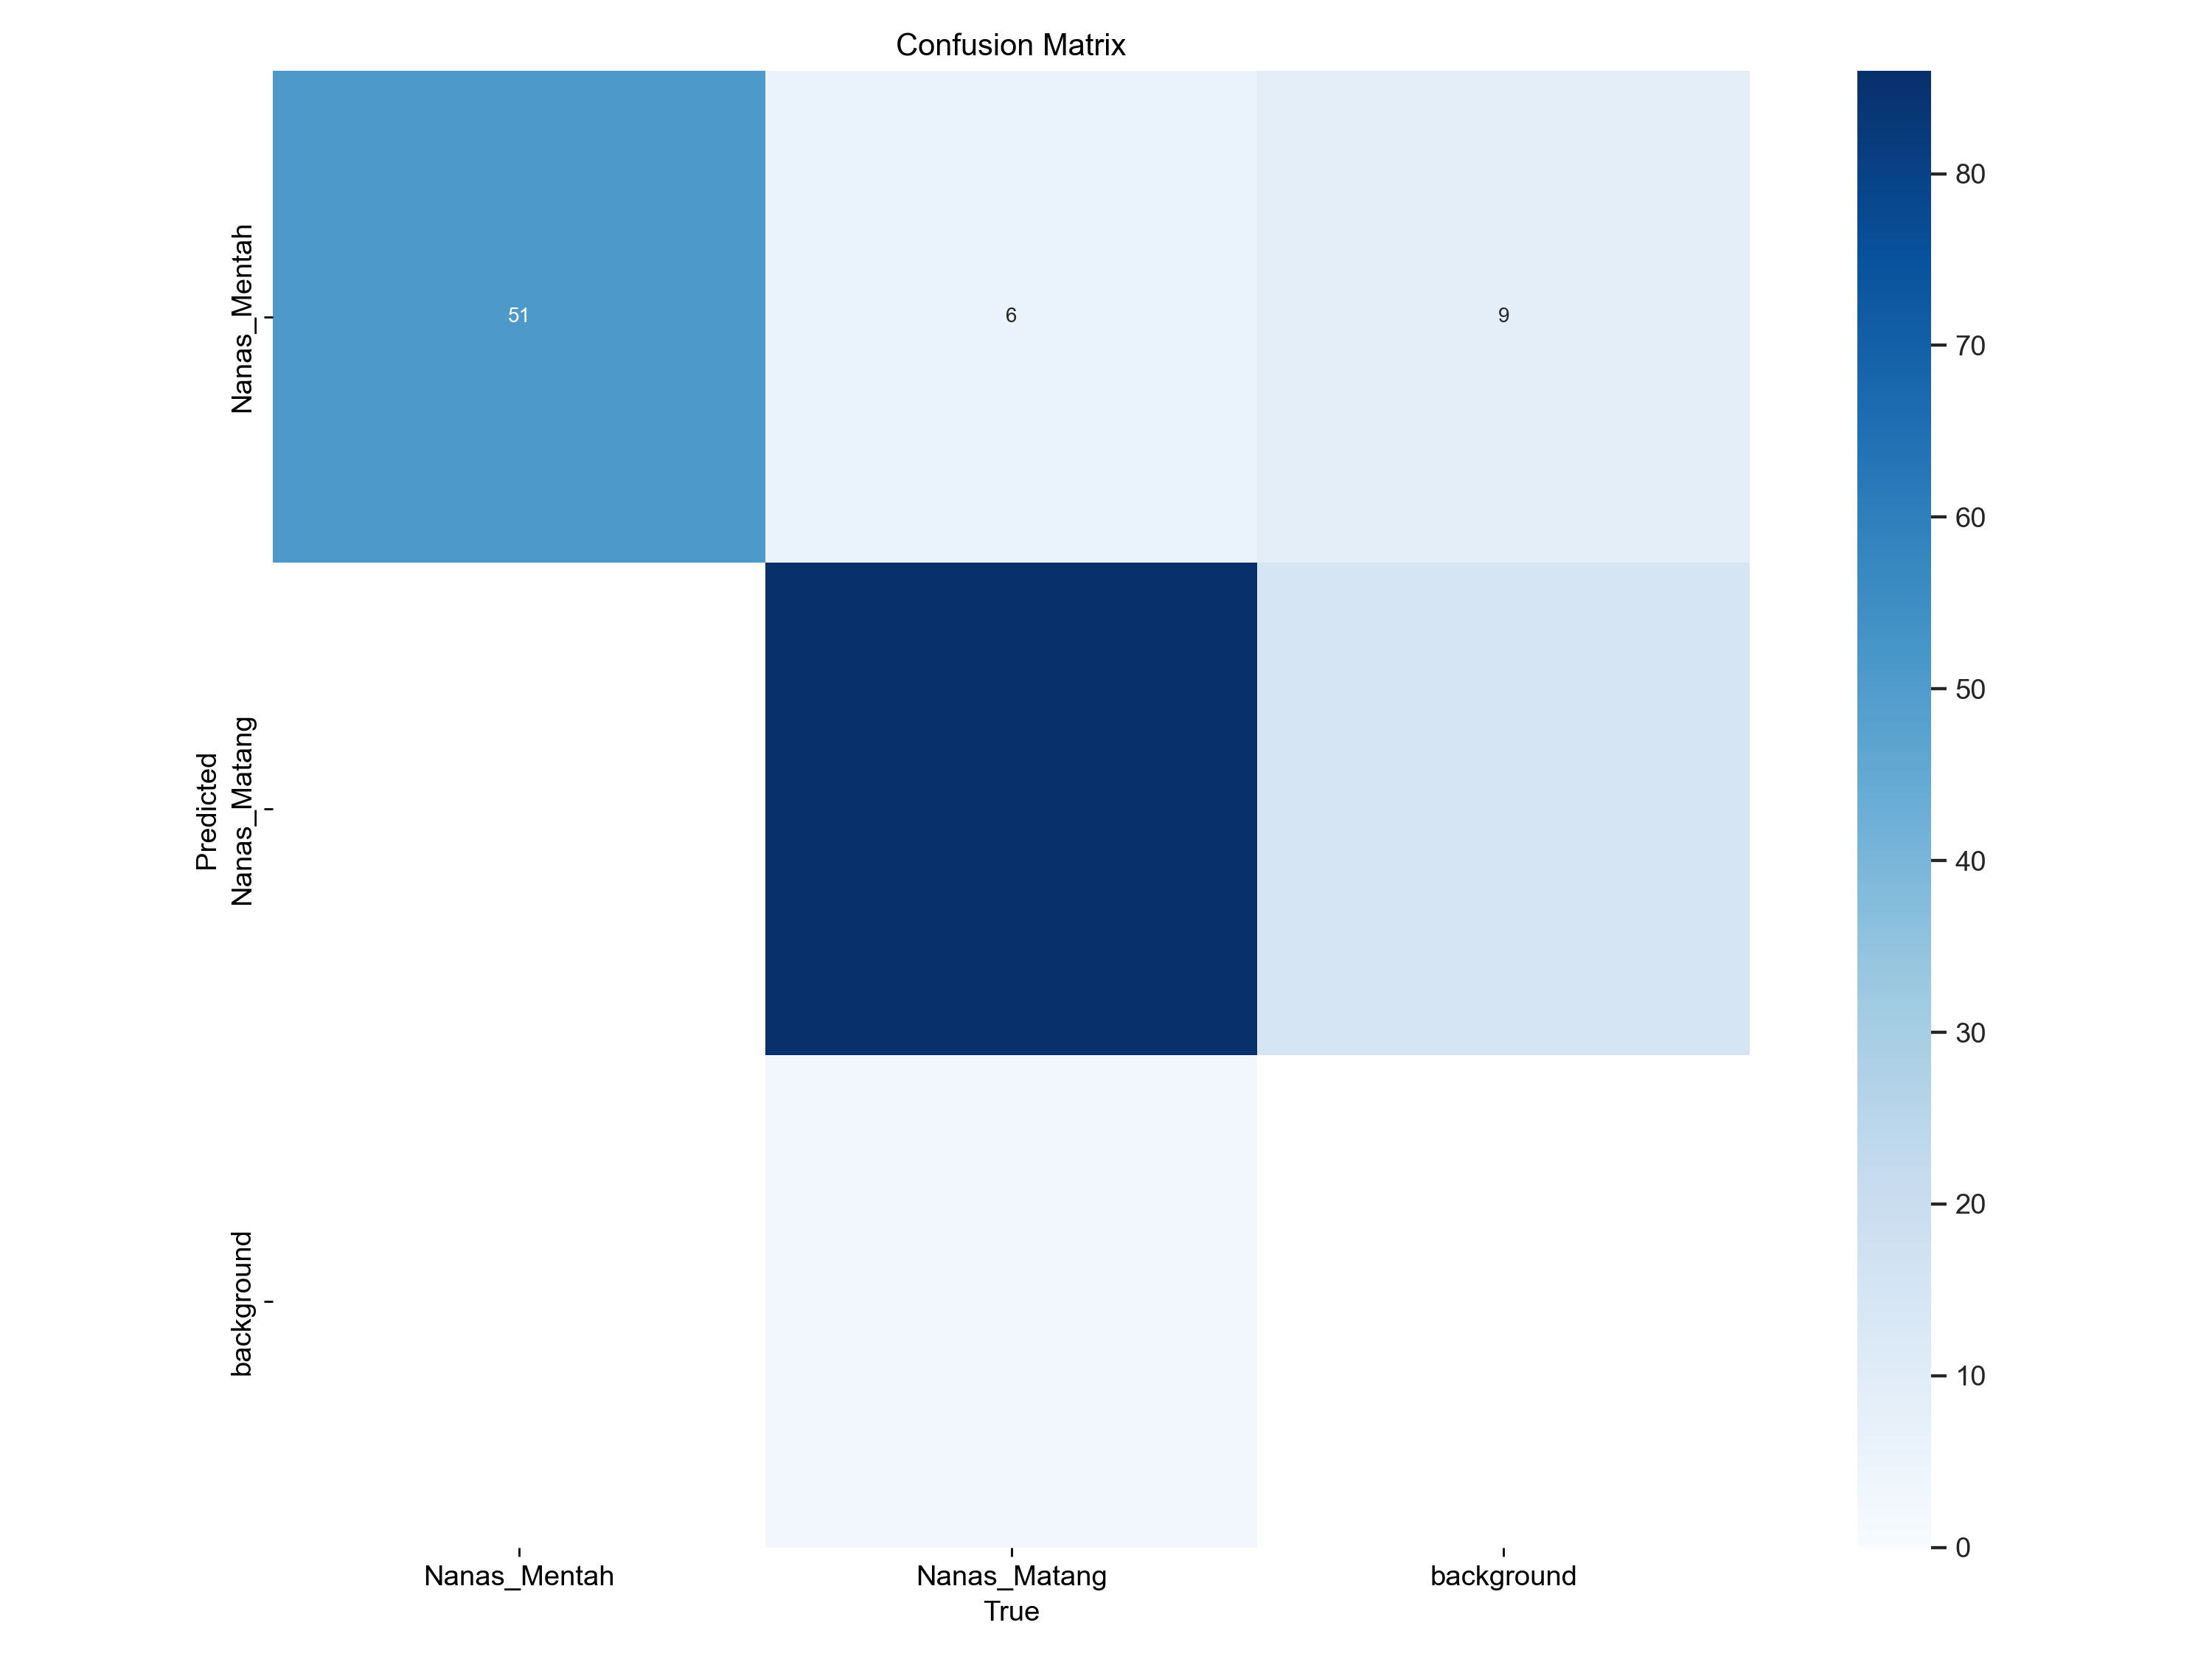 Confusion Matrix
Predicted
Nanas_Mentah
51 6 9
Nanas_Matang
background
Nanas_Mentah Nanas_Matang background
True
80
70
60
50
40
30
20
10
0